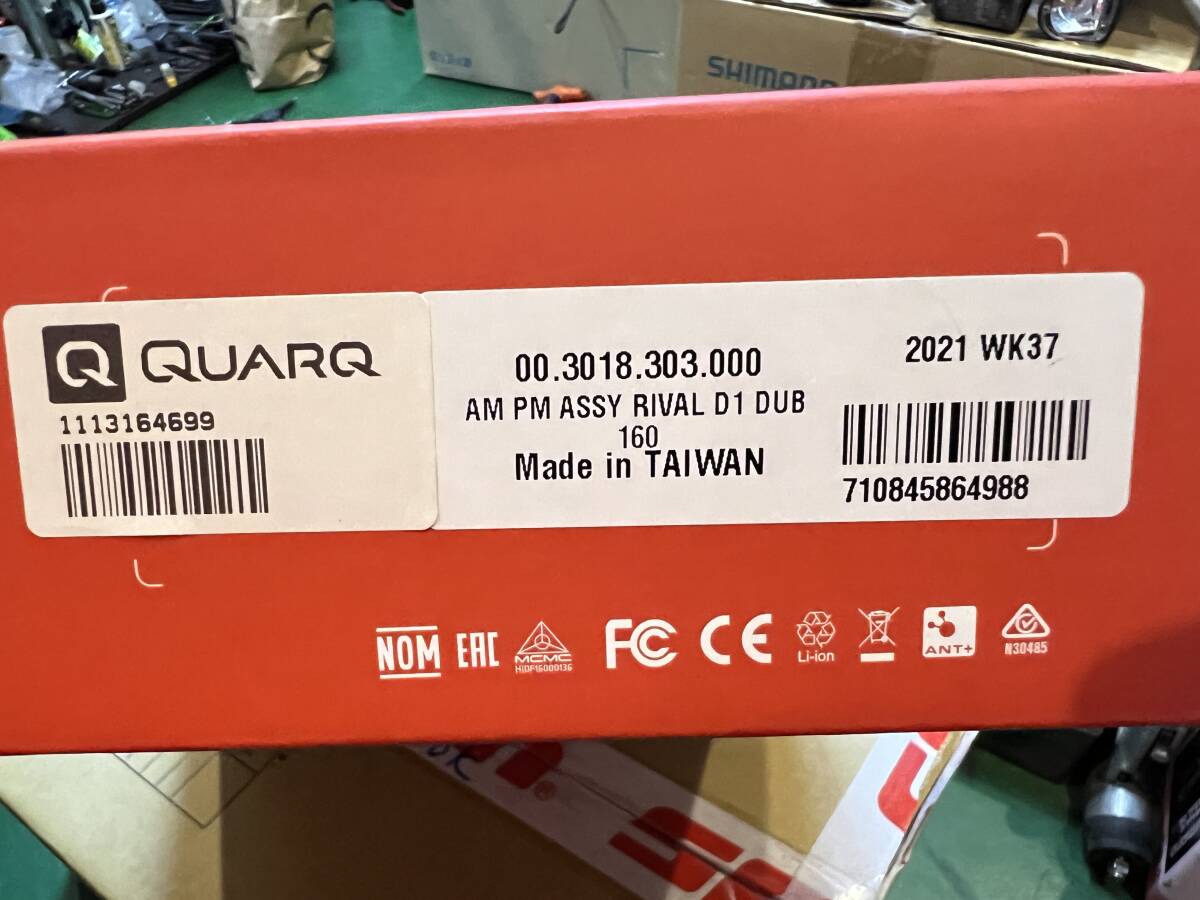 SHIMANO
QUARQ
1113164699
00.3018.303.000
AM PM ASSY RIVAL D1 DUB
160
Made in TAIWAN
2021 WK37
710845864988
NOM
EAC
MCMC
HIDF16000136
FC
CE
Li-ion
ANT+
N30485